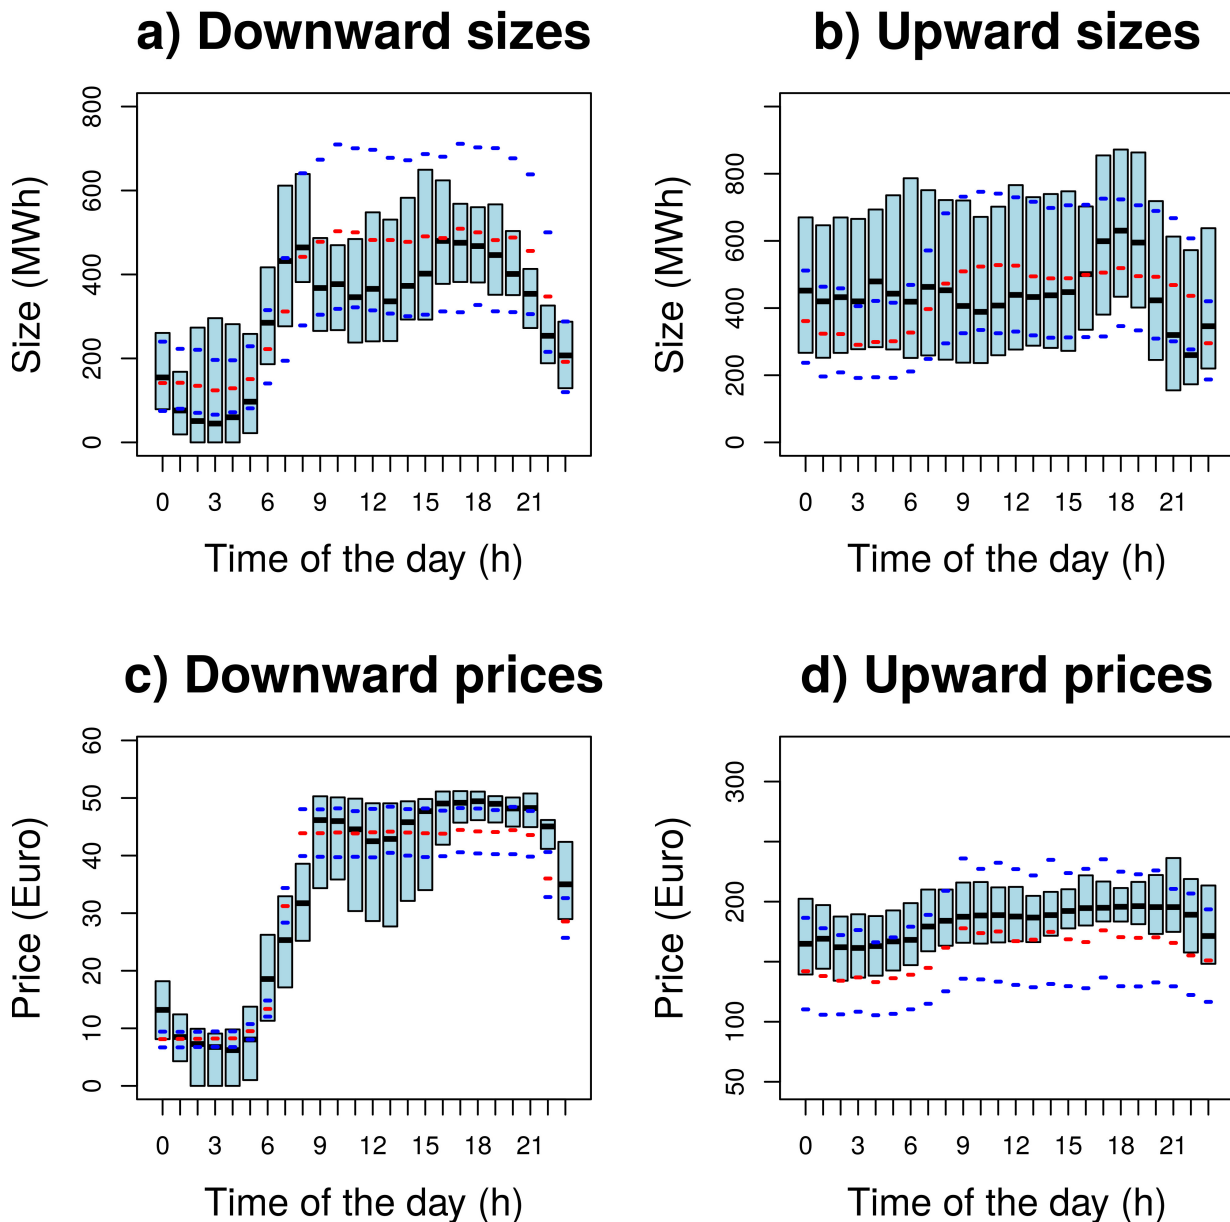 a) Downward sizes
b) Upward sizes
Size (MWh)
0 200 400 600 800
0 3 6 9 12 15 18 21
Time of the day (h)
Size (MWh)
0 200 400 600 800
0 3 6 9 12 15 18 21
Time of the day (h)
c) Downward prices
d) Upward prices
Price (Euro)
0 10 20 30 40 50 60
0 3 6 9 12 15 18 21
Time of the day (h)
Price (Euro)
50 100 200 300
0 3 6 9 12 15 18 21
Time of the day (h)